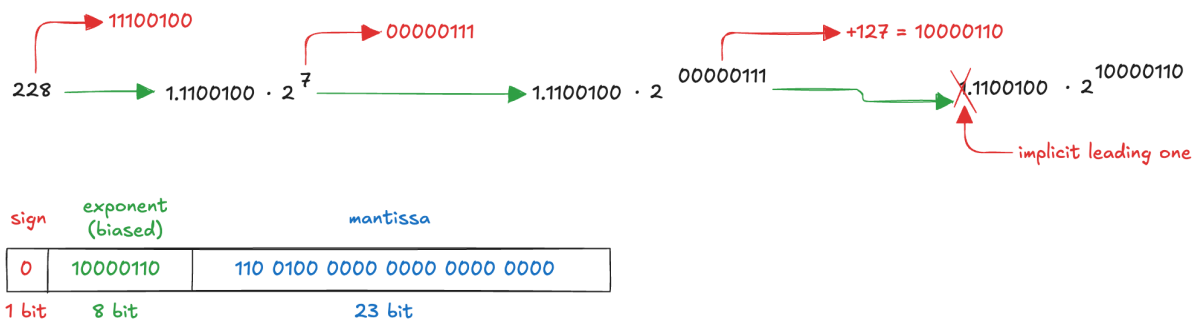 11100100
00000111
+127 = 10000110
228
1.1100100 · 2^7
1.1100100 · 2^00000111
1.1100100 · 2^10000110
implicit leading one
sign
exponent
(biased)
mantissa
0
10000110
110 0100 0000 0000 0000 0000
1 bit
8 bit
23 bit